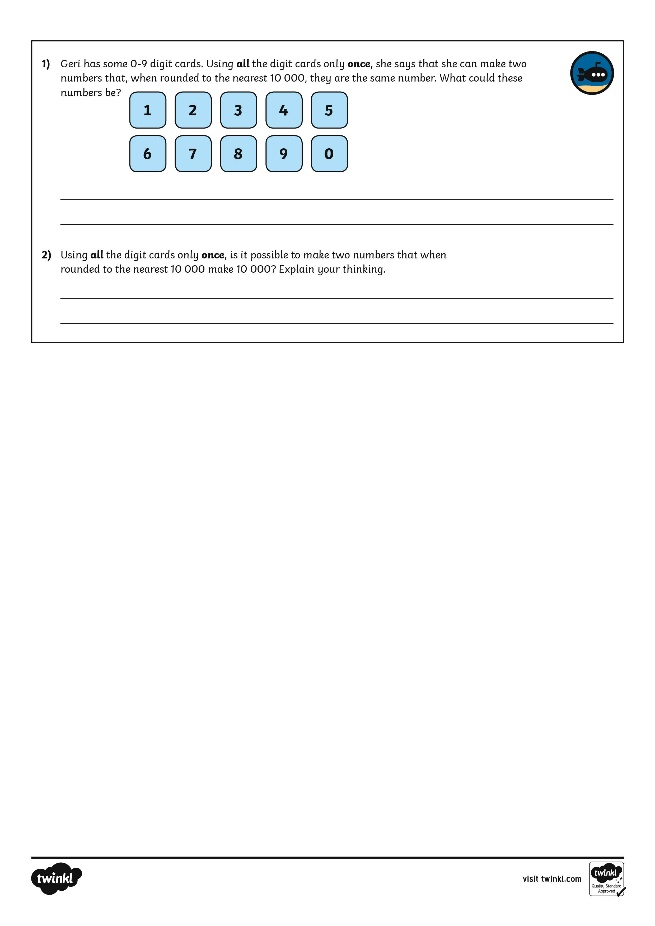 1) Geri has some 0-9 digit cards. Using all the digit cards only once, she says that she can make two
numbers that, when rounded to the nearest 10 000, they are the same number. What could these
numbers be?
1 2 3 4 5
6 7 8 9 0
2) Using all the digit cards only once, is it possible to make two numbers that when
rounded to the nearest 10 000 make 10 000? Explain your thinking.
twinkl
visit twinkl.com
twinkl
Quality Standard
Approved